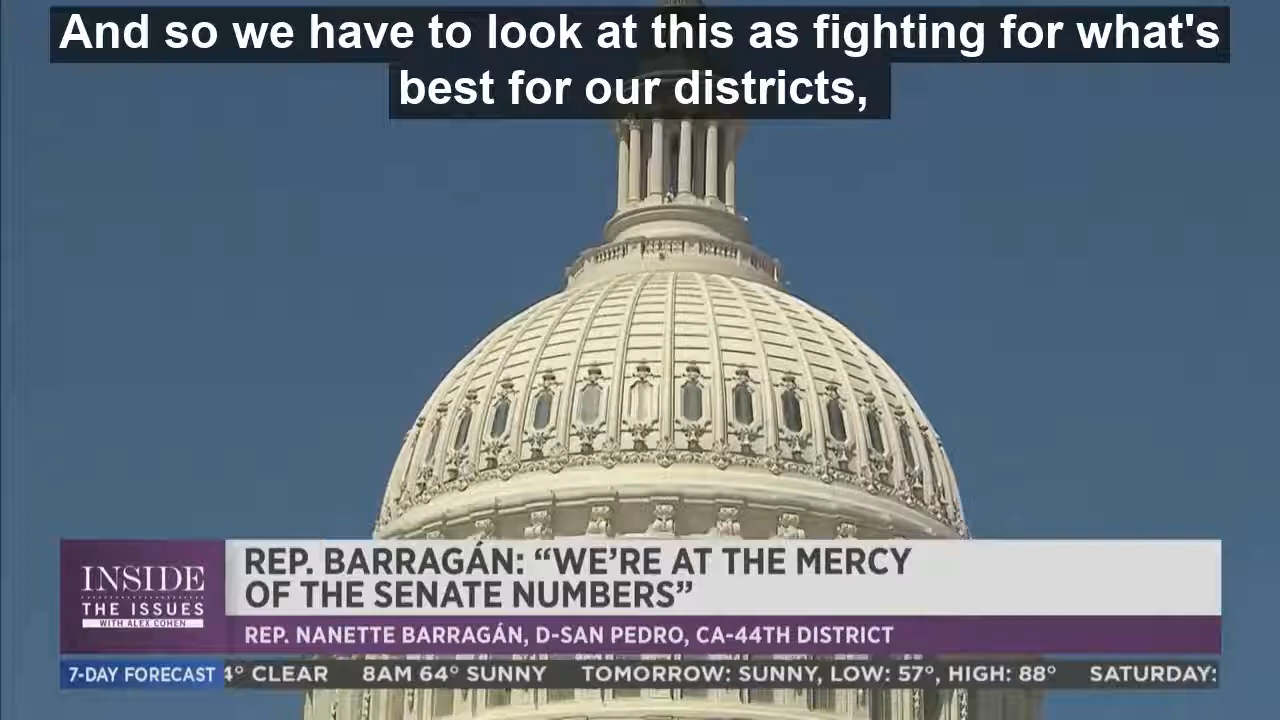 And so we have to look at this as fighting for what's
best for our districts,
INSIDE
THE ISSUES
WITH ALEX COHEN
REP. BARRAGÁN: “WE’RE AT THE MERCY
OF THE SENATE NUMBERS”
REP. NANETTE BARRAGÁN, D-SAN PEDRO, CA-44TH DISTRICT
7-DAY FORECAST 4° CLEAR 8AM 64° SUNNY TOMORROW: SUNNY, LOW: 57°, HIGH: 88° SATURDAY: